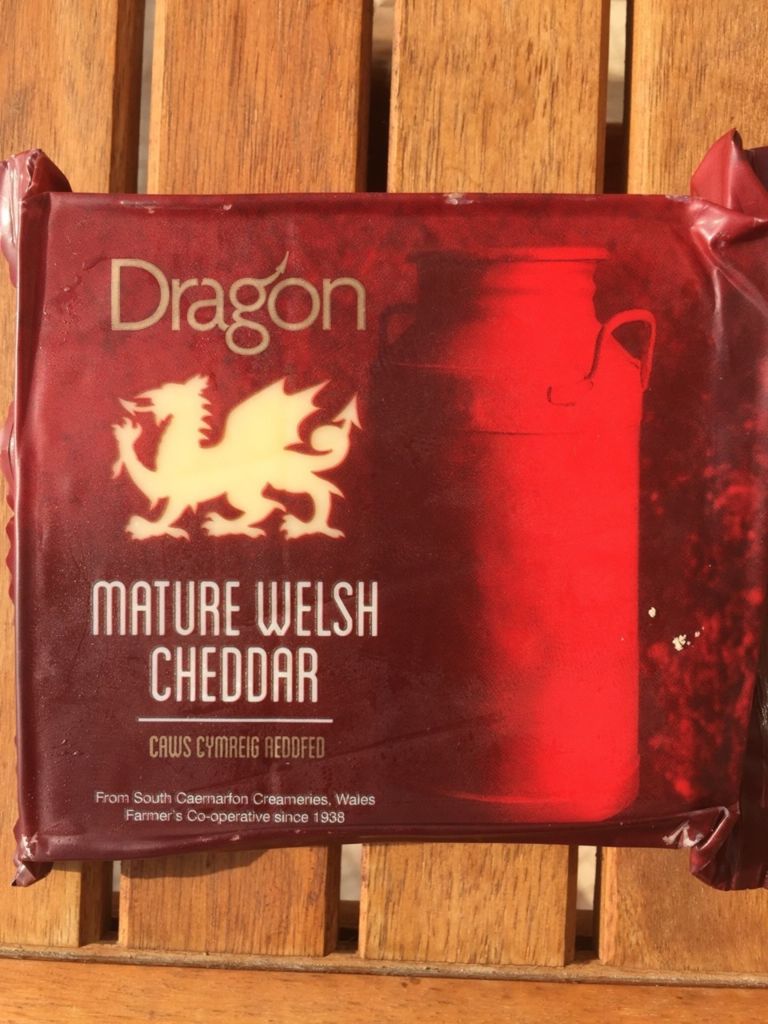 Dragon
MATURE WELSH
CHEDDAR
CAWS CYMREIG AEDDFED
From South Caernarfon Creameries, Wales
Farmer's Co-operative since 1938